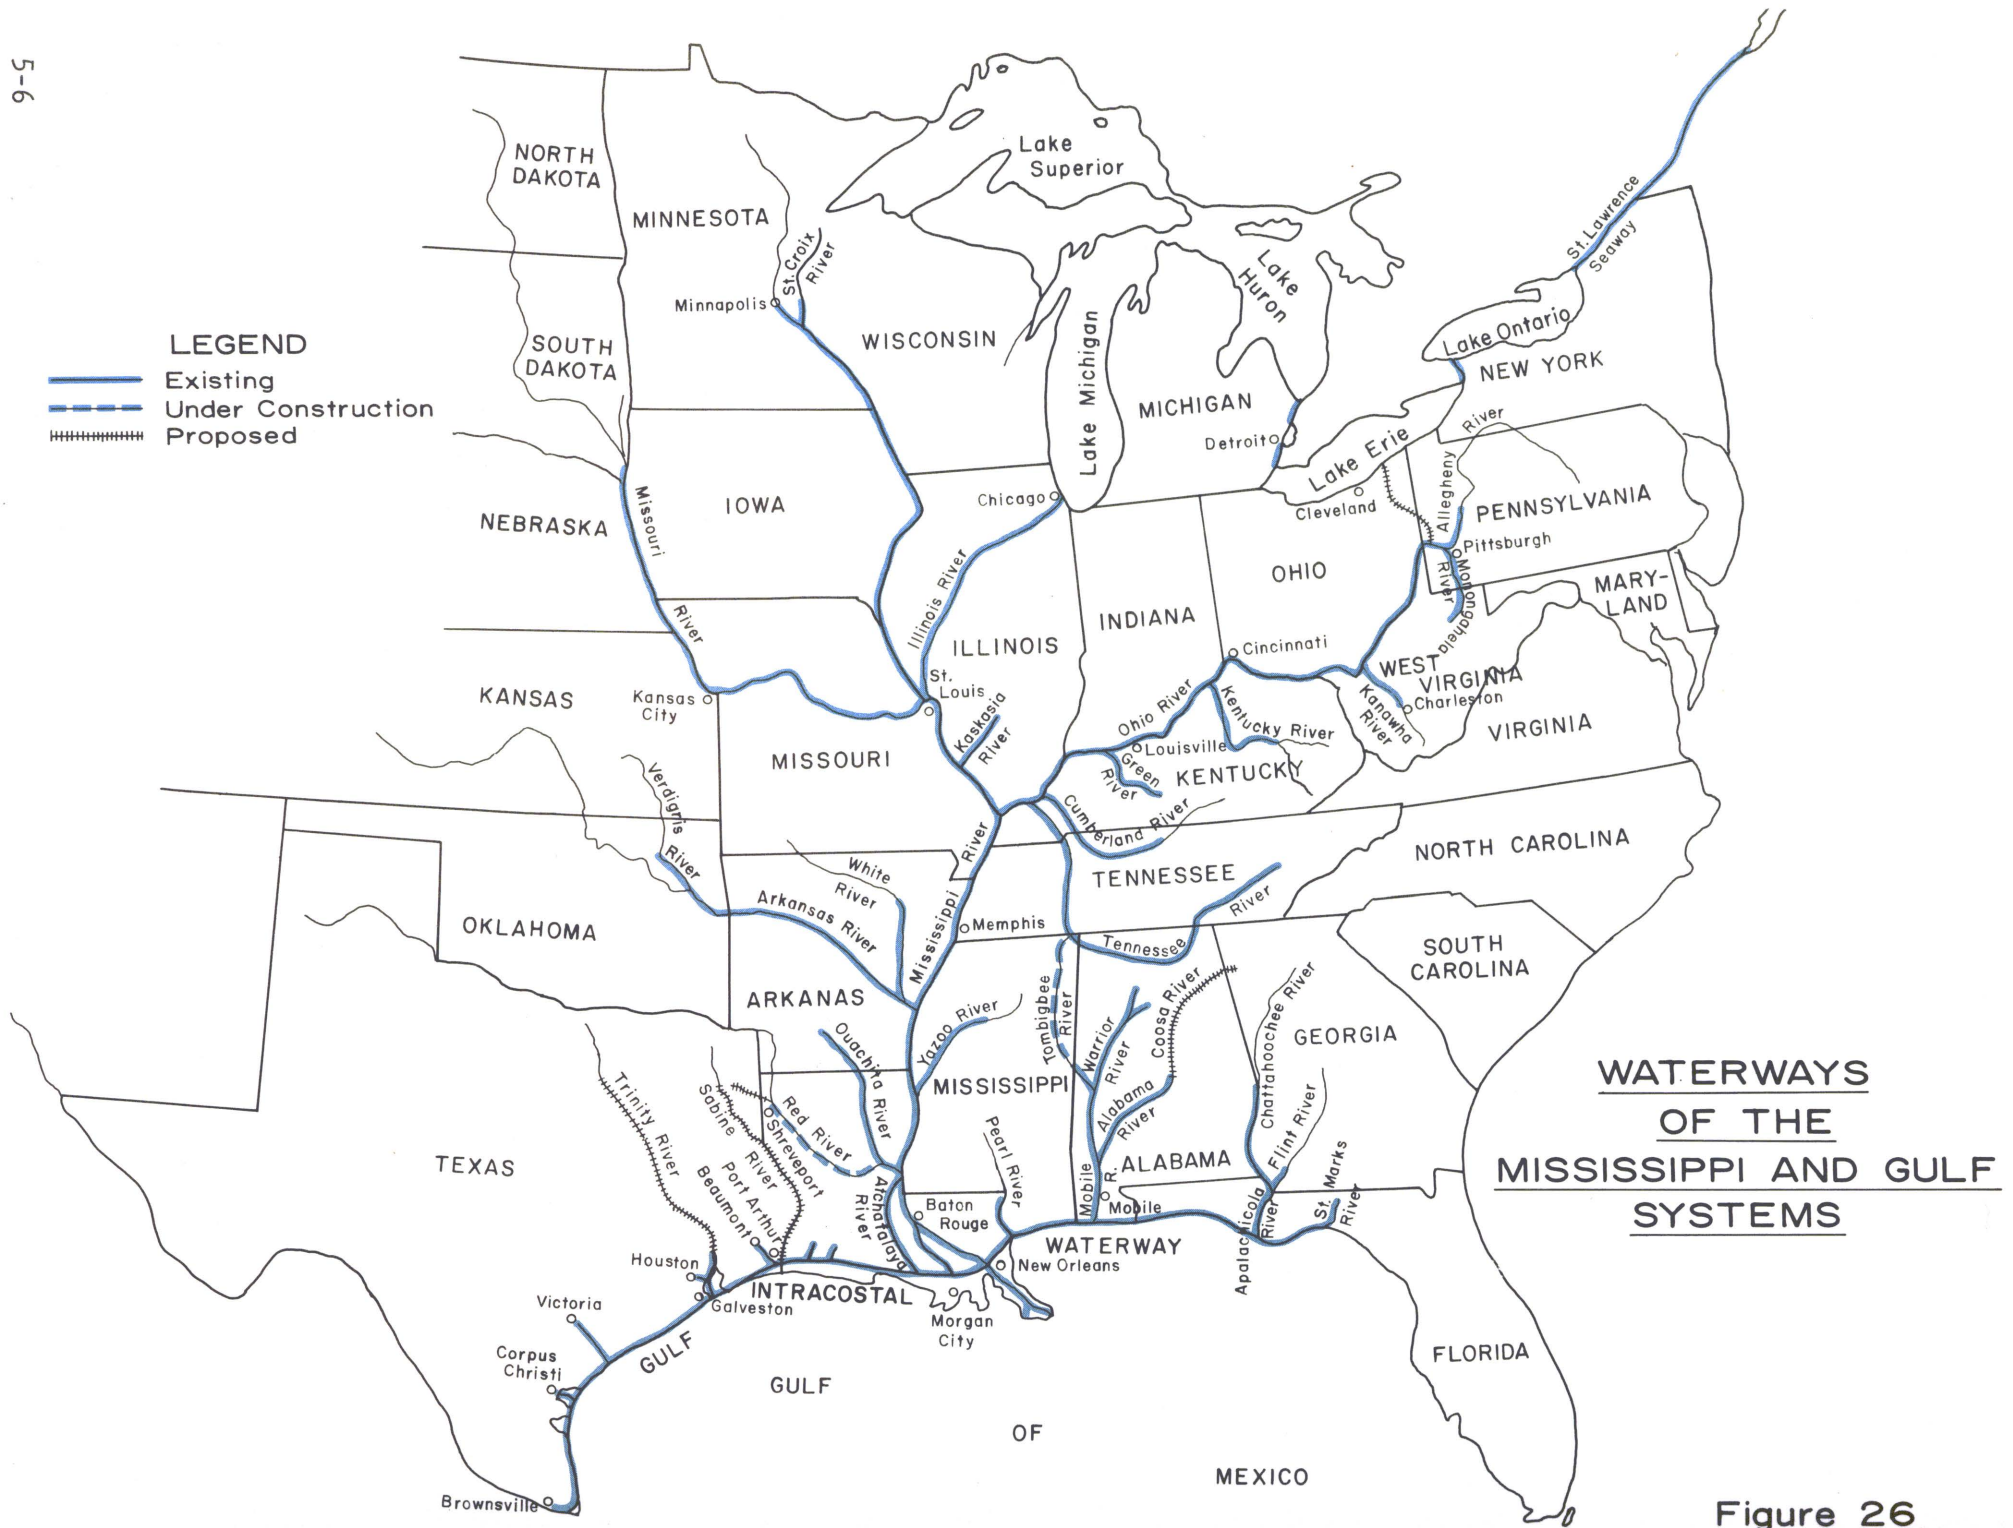 5-6
LEGEND
Existing
Under Construction
Proposed
NORTH
DAKOTA
MINNESOTA
Lake
Superior
St. Croix
River
Minnapolis
WISCONSIN
SOUTH
DAKOTA
Lake Michigan
Lake
Huron
MICHIGAN
Detroit
Lake Erie
Lake Ontario
St. Lawrence
Seaway
NEW YORK
River
Allegheny
PENNSYLVANIA
Cleveland
Pittsburgh
Monongahela
River
MARY-
LAND
NEBRASKA
Missouri
River
IOWA
Chicago
Illinois River
ILLINOIS
INDIANA
OHIO
Cincinnati
WEST
VIRGINIA
Charleston
Kanawha
River
VIRGINIA
KANSAS
Kansas
City
St.
Louis
Kaskasia
River
MISSOURI
Ohio River
Louisville
Kentucky River
Green
River
KENTUCKY
Cumberland River
Verdigris
River
White
River
Arkansas River
Mississippi
River
Memphis
TENNESSEE
Tennessee
River
NORTH CAROLINA
SOUTH
CAROLINA
OKLAHOMA
ARKANAS
Ouachita River
Yazoo River
MISSISSIPPI
Tombigbee
River
Warrior
River
Coosa River
Alabama
River
Chattahoochee River
GEORGIA
Flint River
TEXAS
Trinity River
Sabine River
Red River
Shreveport
Port Arthur
Beaumont
Atchafalaya
River
Pearl River
Baton
Rouge
Mobile R.
Mobile
ALABAMA
Apalachicola
River
St. Marks
River
WATERWAY
New Orleans
Houston
Galveston
INTRACOSTAL
Morgan
City
Victoria
GULF
Corpus
Christi
Brownsville
GULF
OF
MEXICO
FLORIDA
WATERWAYS
OF THE
MISSISSIPPI AND GULF
SYSTEMS
Figure 26